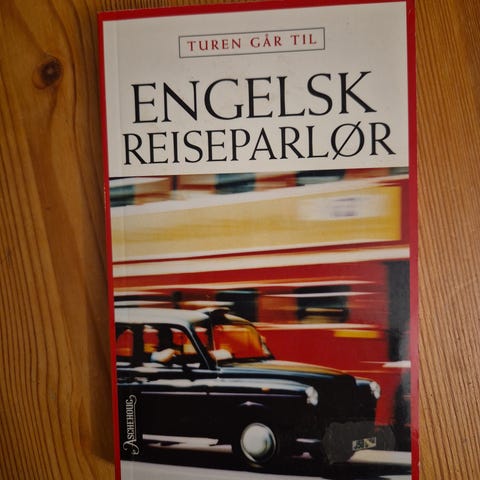 TUREN GÅR TIL
ENGELSK
REISEPARLØR
ASCHEHOUG